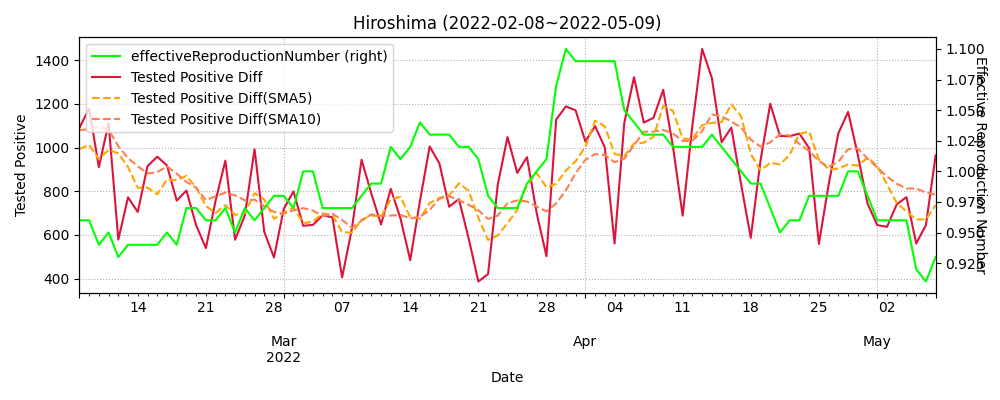 Hiroshima (2022-02-08~2022-05-09)
effectiveReproductionNumber (right)
Tested Positive Diff
Tested Positive Diff(SMA5)
Tested Positive Diff(SMA10)
Tested Positive
1400
1200
1000
800
600
400
1.100
1.075
1.050
1.025
1.000
0.975
0.950
0.925
Effective Reproduction Number
14 21 28 07 14 21 28 04 11 18 25 02
Mar Apr May
2022
Date